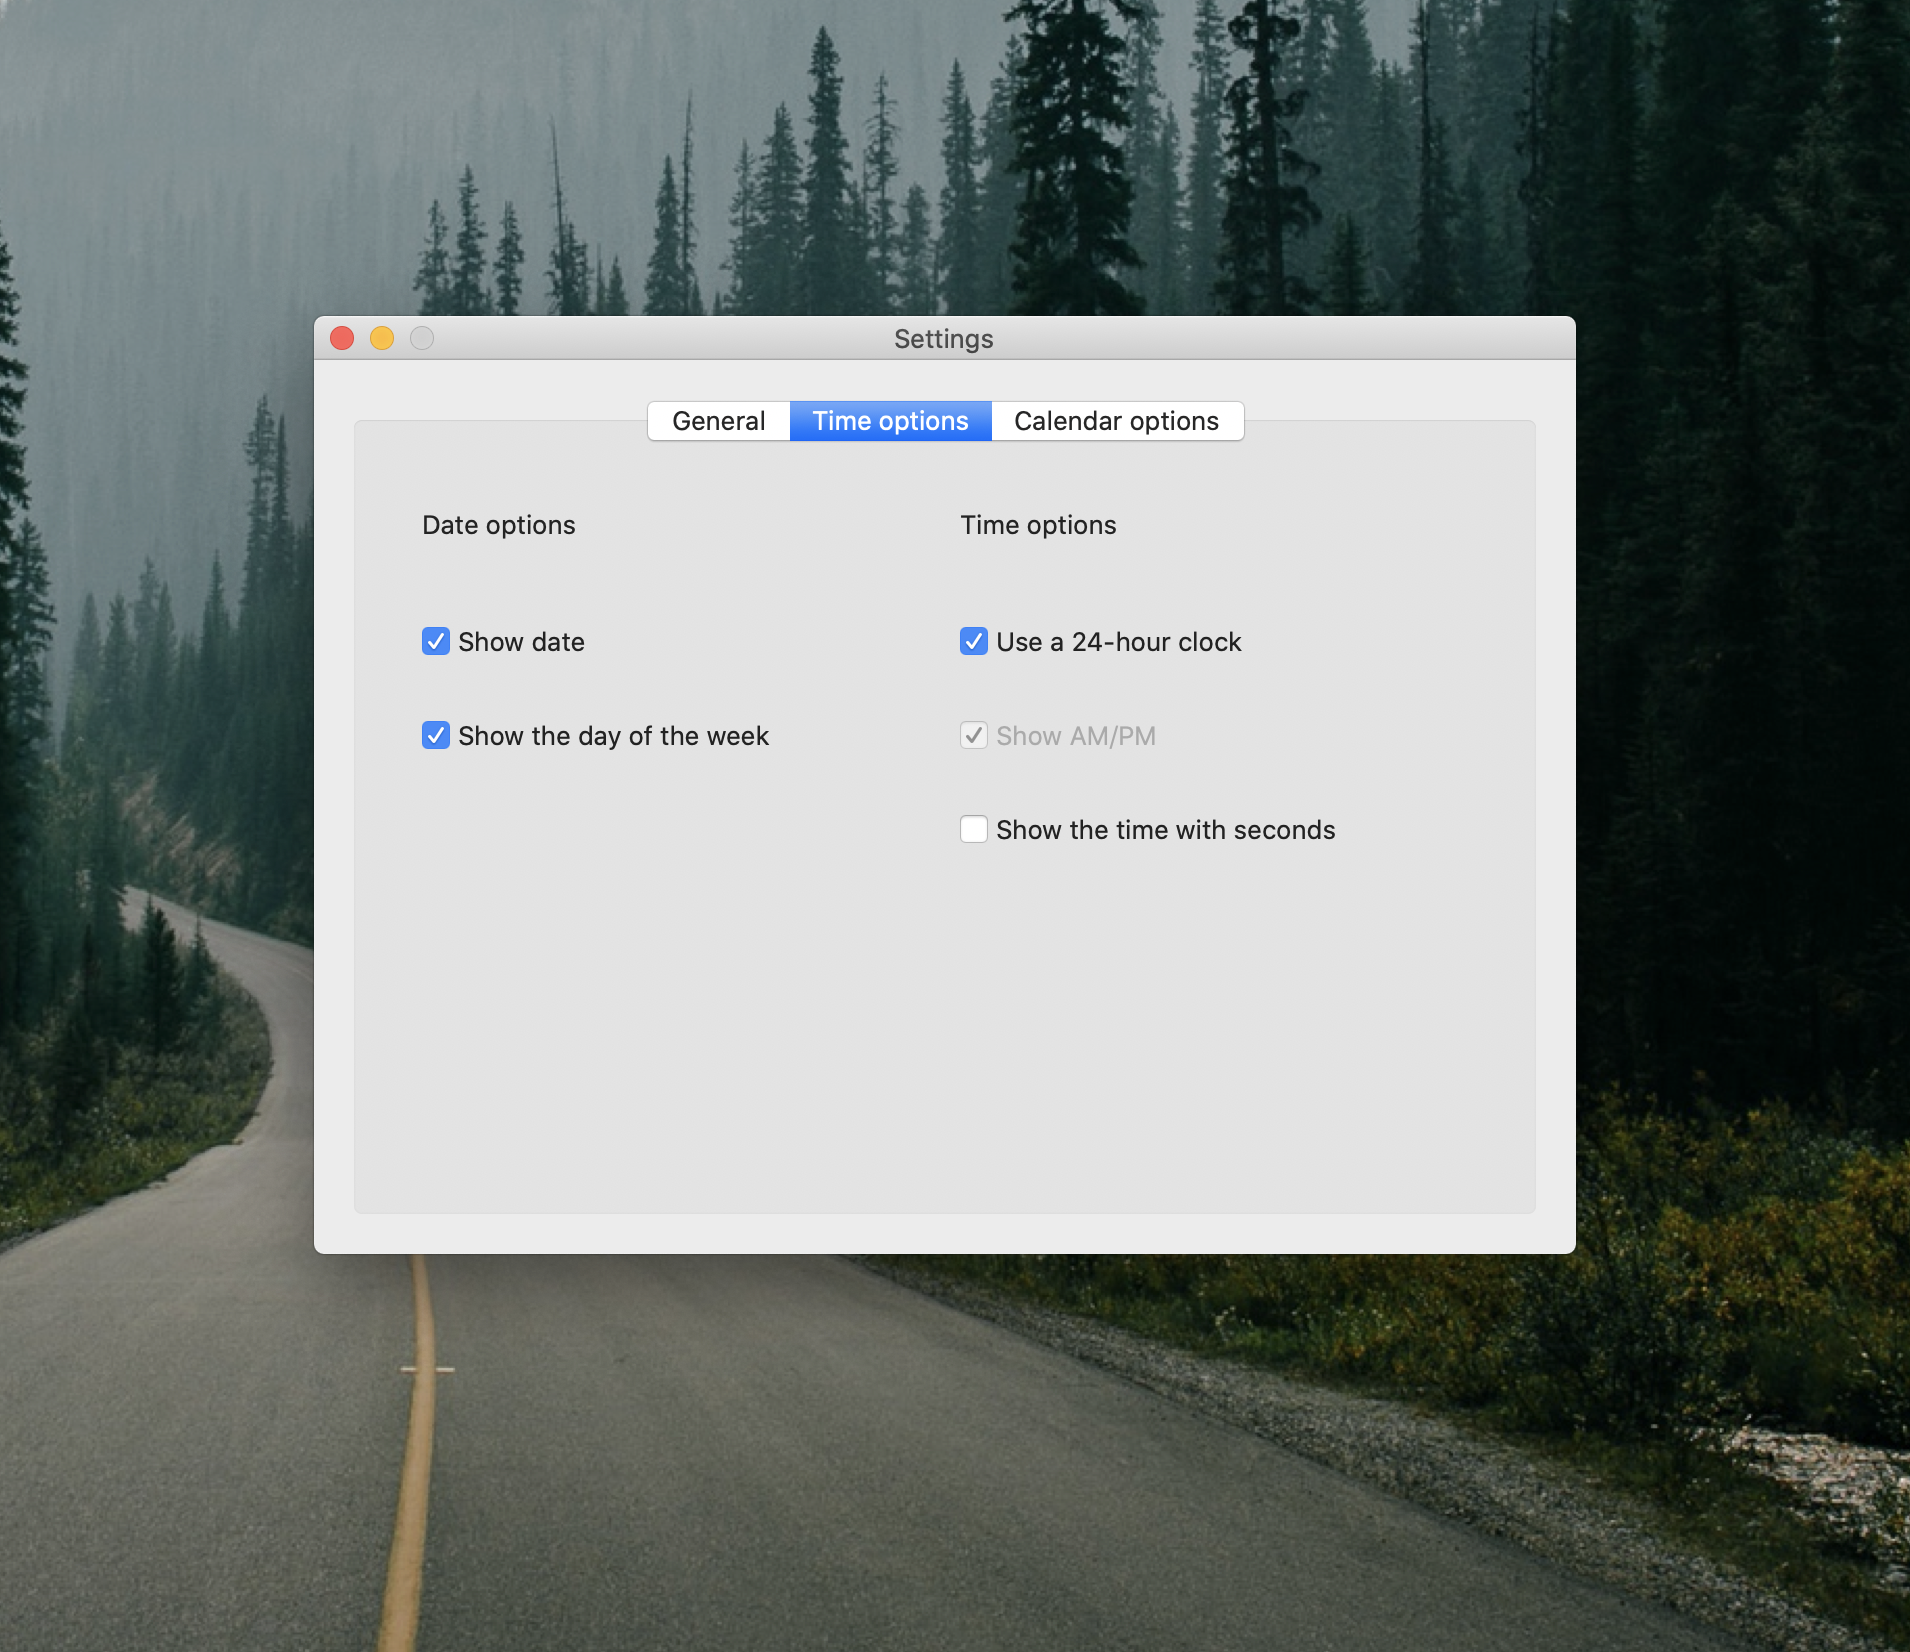 Settings
General
Time options
Calendar options
Date options
Show date
Show the day of the week
Time options
Use a 24-hour clock
Show AM/PM
Show the time with seconds